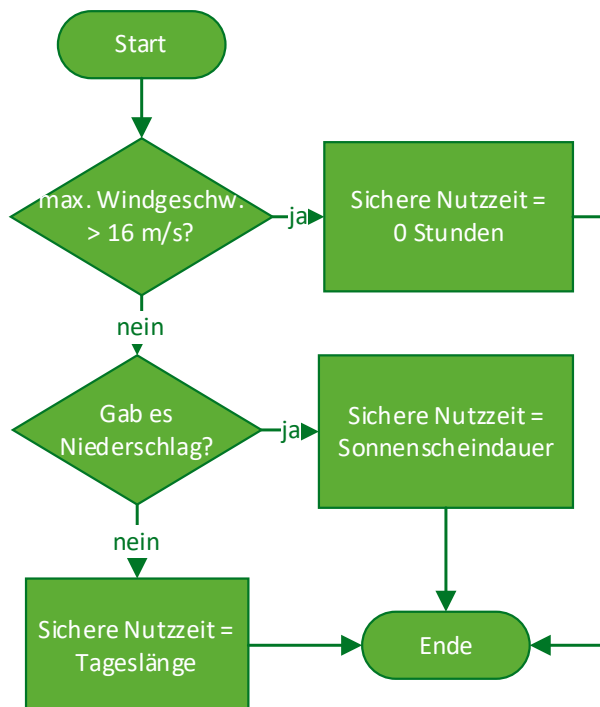 Start
max. Windgeschw.
> 16 m/s?
ja
Sichere Nutzzeit =
0 Stunden
nein
Gab es
Niederschlag?
ja
Sichere Nutzzeit =
Sonnenscheindauer
nein
Sichere Nutzzeit =
Tageslänge
Ende